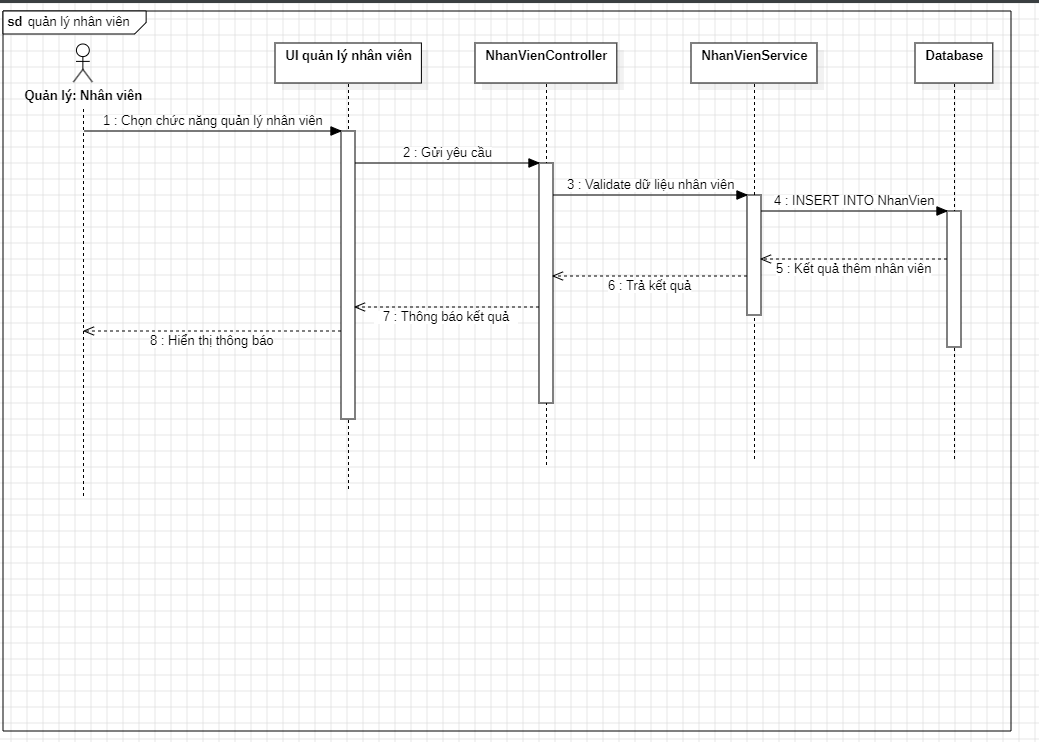 sd quản lý nhân viên
Quản lý: Nhân viên
UI quản lý nhân viên
NhanVienController
NhanVienService
Database
1 : Chọn chức năng quản lý nhân viên
2 : Gửi yêu cầu
3 : Validate dữ liệu nhân viên
4 : INSERT INTO NhanVien
5 : Kết quả thêm nhân viên
6 : Trả kết quả
7 : Thông báo kết quả
8 : Hiển thị thông báo